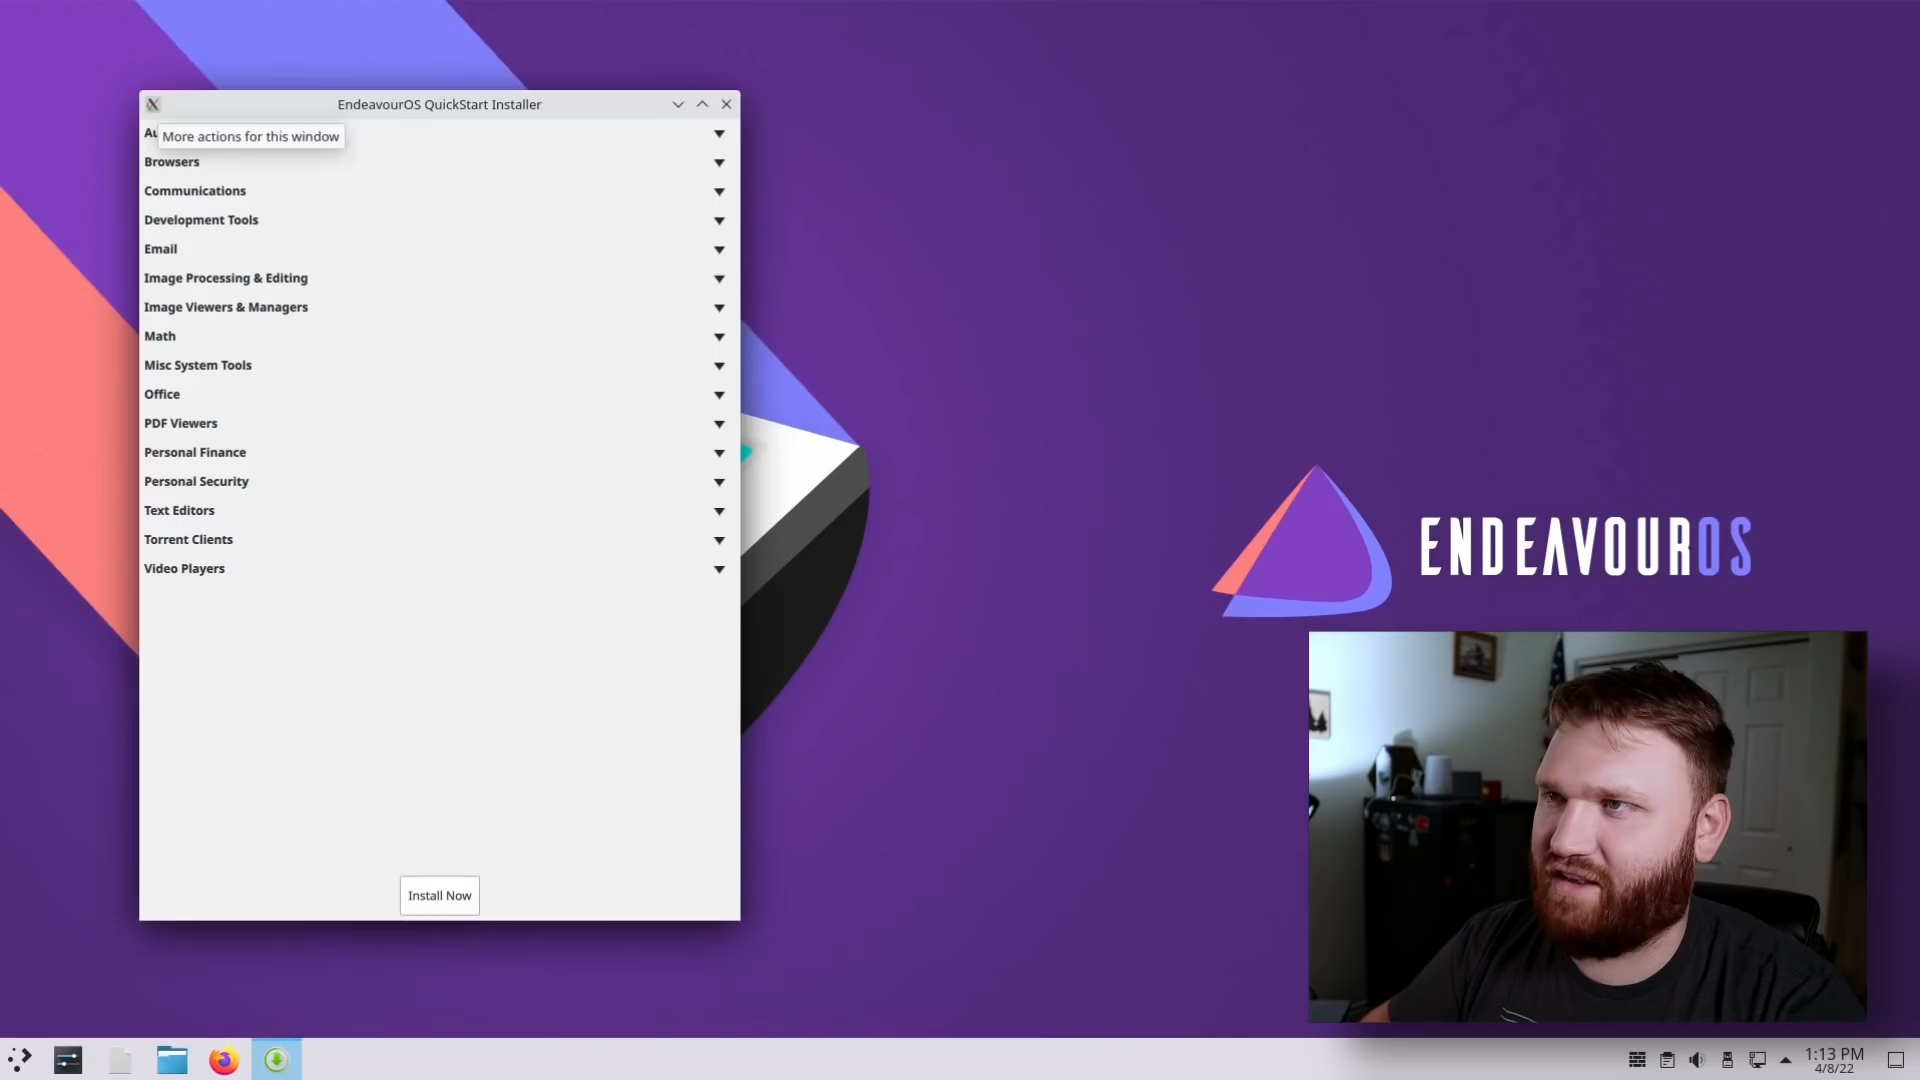 EndeavourOS QuickStart Installer
Au
More actions for this window
Browsers
Communications
Development Tools
Email
Image Processing & Editing
Image Viewers & Managers
Math
Misc System Tools
Office
PDF Viewers
Personal Finance
Personal Security
Text Editors
Torrent Clients
Video Players
Install Now
ENDEAVOUROS
1:13 PM
4/8/22